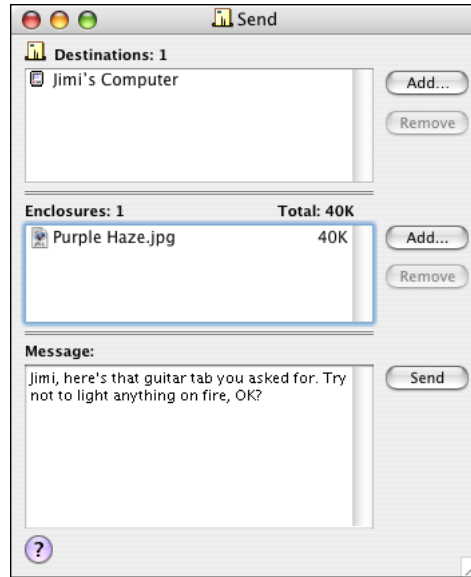 Send
Destinations: 1
Jimi's Computer
Add...
Remove
Enclosures: 1 Total: 40K
Purple Haze.jpg 40K
Add...
Remove
Message:
Jimi, here's that guitar tab you asked for. Try
not to light anything on fire, OK?
Send
?